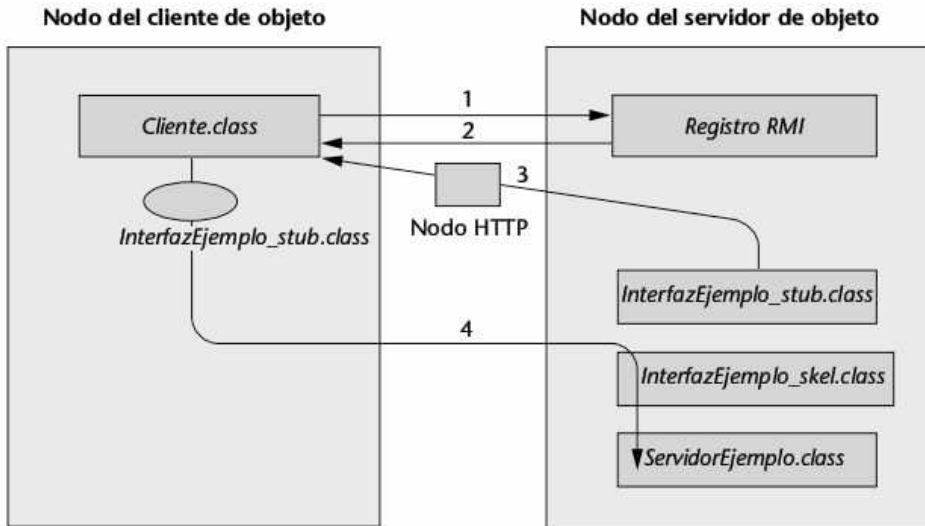 Nodo del cliente de objeto
Nodo del servidor de objeto
Cliente.class
1
2
Registro RMI
3
Nodo HTTP
InterfazEjemplo_stub.class
InterfazEjemplo_stub.class
4
InterfazEjemplo_skel.class
ServidorEjemplo.class